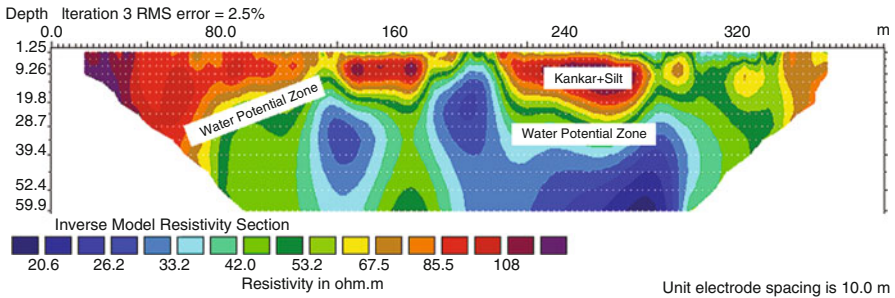 Depth Iteration 3 RMS error = 2.5%
0.0 80.0 160 240 320 m
1.25
9.26
19.8
28.7
39.4
52.4
59.9
Kankar+Silt
Water Potential Zone
Water Potential Zone
Inverse Model Resistivity Section
20.6 26.2 33.2 42.0 53.2 67.5 85.5 108
Resistivity in ohm.m
Unit electrode spacing is 10.0 m